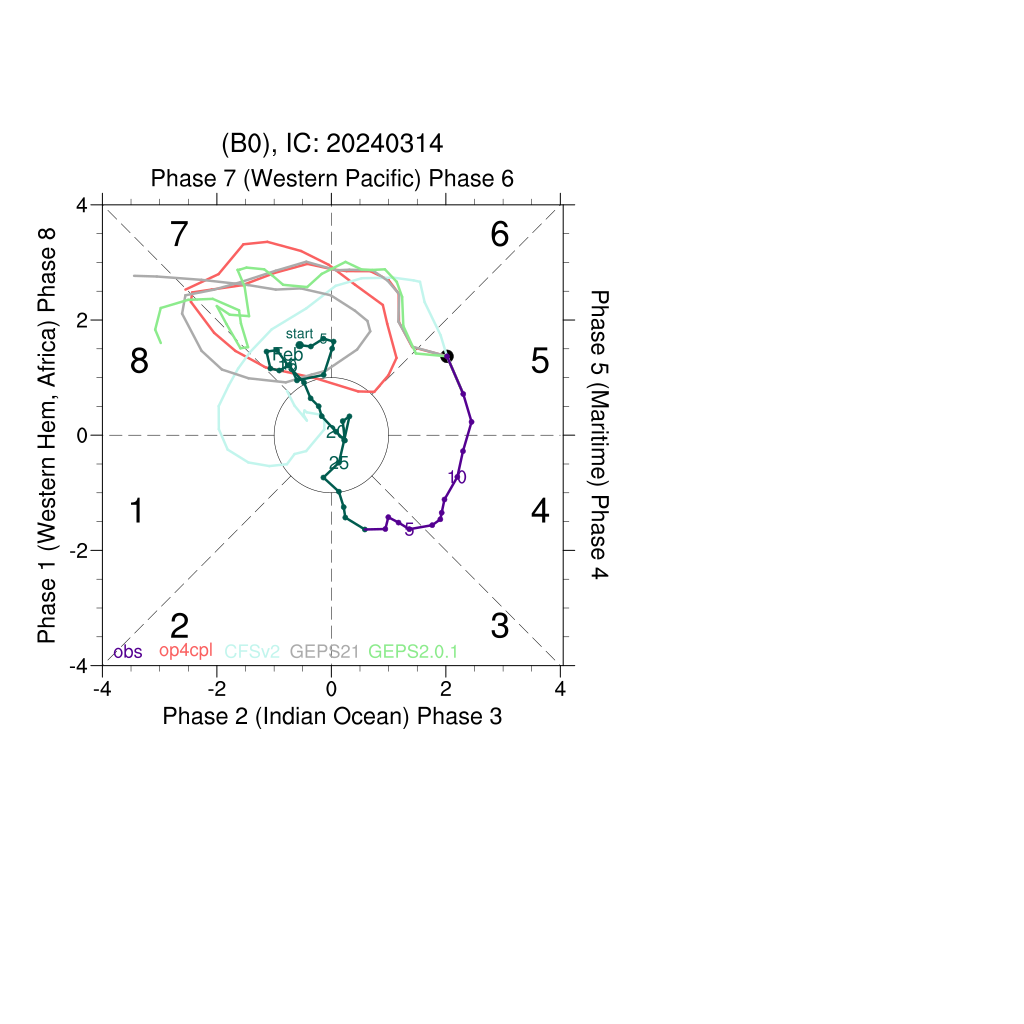 (B0), IC: 20240314
Phase 7 (Western Pacific) Phase 6
4
7
6
Phase 1 (Western Hem, Africa) Phase 8
Phase 5 (Maritime) Phase 4
2
start
5
Feb
8
5
0
20
25
10
1
4
5
-2
2
3
obs op4cpl CFSv2 GEPS21 GEPS2.0.1
-4
-4 -2 0 2 4
Phase 2 (Indian Ocean) Phase 3